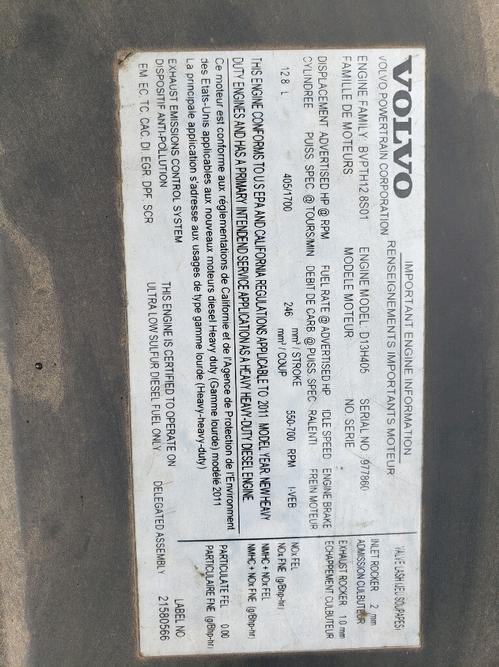 VOLVO
VOLVO POWERTRAIN CORPORATION
IMPORTANT ENGINE INFORMATION
RENSEIGNEMENTS IMPORTANTS MOTEUR
ENGINE FAMILY BVPTH12.8S01
FAMILLE DE MOTEURS
ENGINE MODEL D13H405
MODELE MOTEUR
SERIAL NO 977860
NO. SERIE
DISPLACEMENT ADVERTISED HP @ RPM FUEL RATE @ ADVERTISED HP IDLE SPEED ENGINE BRAKE
CYLINDREE PUISS. SPEC @ TOURS/MIN DEBIT DE CARB @ PUISS. SPEC RALENTI FREIN MOTEUR
12.8 L 405/1700 246 mm³ / STROKE 550-700 RPM I-VEB
mm³ / COUP
THIS ENGINE CONFORMS TO U.S EPA AND CALIFORNIA REGULATIONS APPLICABLE TO 2011 MODEL YEAR NEW HEAVY
DUTY ENGINES AND HAS A PRIMARY INTENDED SERVICE APPLICATION AS A HEAVY HEAVY-DUTY DIESEL ENGINE.
Ce moteur est conforme aux réglementations de Californie et de l'Agence de Protection de l'Environment
des Etats-Unis applicables aux nouveaux moteurs diesel Heavy duty (Gamme lourde) modèle 2011
La principale application s'adresse aux usages de type gamme lourde (Heavy-heavy-duty)
EXHAUST EMISSIONS CONTROL SYSTEM
DISPOSITIF ANTI-POLLUTION
EM EC TC CAC DI EGR DPF SCR
THIS ENGINE IS CERTIFIED TO OPERATE ON
ULTRA LOW SULFUR DIESEL FUEL ONLY
DELEGATED ASSEMBLY
VALVE LASH (JEU SOUPAPES)
INLET ROCKER 2 mm
ADMISSION CULBUTEUR
EXHAUST ROCKER 1.0 mm
ECHAPPEMENT CULBUTEUR
NOx FEL
NOx FNE (g/Bhp-hr)
NMHC + NOx FEL
NMHC + NOx FNE (g/Bhp-hr)
PARTICULATE FEL 0.00
PARTICULAIRE FNE (g/Bhp-hr)
LABEL NO
21580566